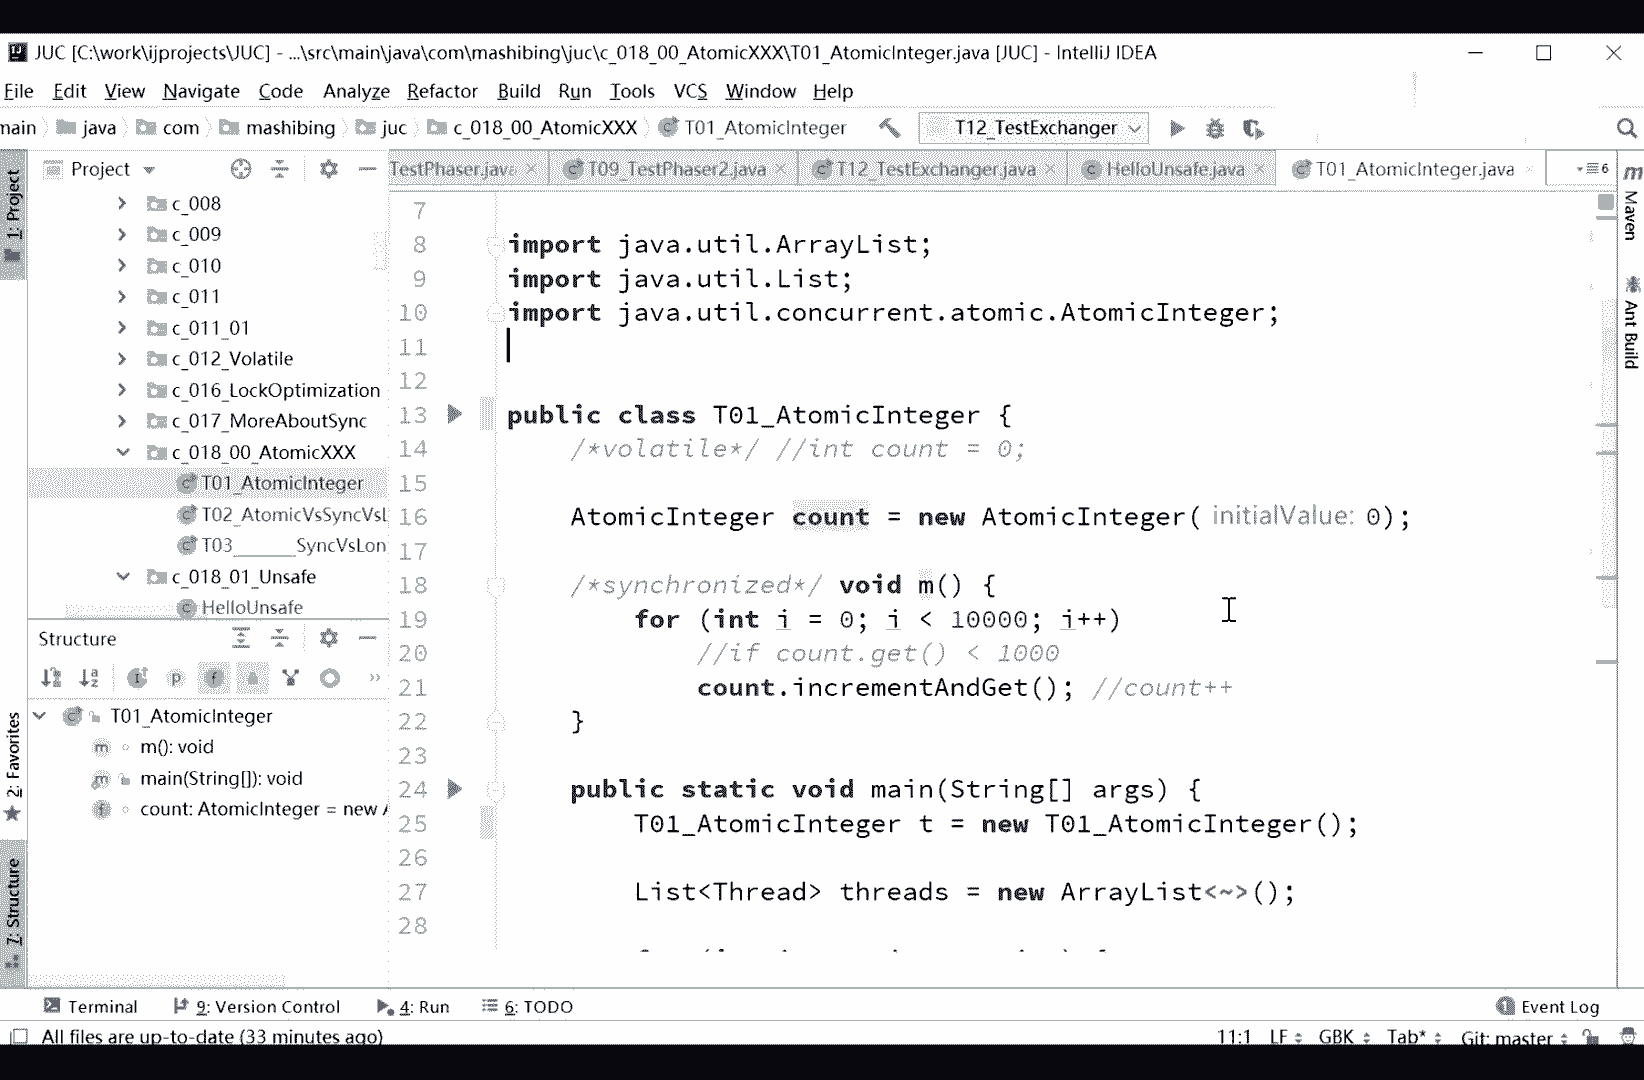 JUC [C:\work\ijprojects\JUC] - ...\src\main\java\com\mashibing\juc\c_018_00_AtomicXXX\T01_AtomicInteger.java [JUC] - IntelliJ IDEA
File Edit View Navigate Code Analyze Refactor Build Run Tools VCS Window Help
main java com mashibing juc c_018_00_AtomicXXX T01_AtomicInteger T12_TestExchanger
Project
TestPhaser.java T09_TestPhaser2.java T12_TestExchanger.java HelloUnsafe.java T01_AtomicInteger.java 6
1: Project
c_008
c_009
c_010
c_011
c_011_01
c_012_Volatile
c_016_LockOptimization
c_017_MoreAboutSync
c_018_00_AtomicXXX
T01_AtomicInteger
T02_AtomicVsSyncVsL
T03______SyncVsLon
c_018_01_Unsafe
HelloUnsafe
Structure
T01_AtomicInteger
m(): void
main(String[]): void
count: AtomicInteger = new A
2: Favorites
7: Structure
7
8 import java.util.ArrayList;
9 import java.util.List;
10 import java.util.concurrent.atomic.AtomicInteger;
11
12
13 public class T01_AtomicInteger {
14 /*volatile*/ //int count = 0;
15
16 AtomicInteger count = new AtomicInteger( initialValue: 0);
17
18 /*synchronized*/ void m() {
19 for (int i = 0; i < 10000; i++)
20 //if count.get() < 1000
21 count.incrementAndGet(); //count++
22 }
23
24 public static void main(String[] args) {
25 T01_AtomicInteger t = new T01_AtomicInteger();
26
27 List<Thread> threads = new ArrayList<~>();
28
Maven
Ant Build
Terminal 9: Version Control 4: Run 6: TODO Event Log
All files are up-to-date (33 minutes ago) 11:1 LF GBK Tab* Git: master